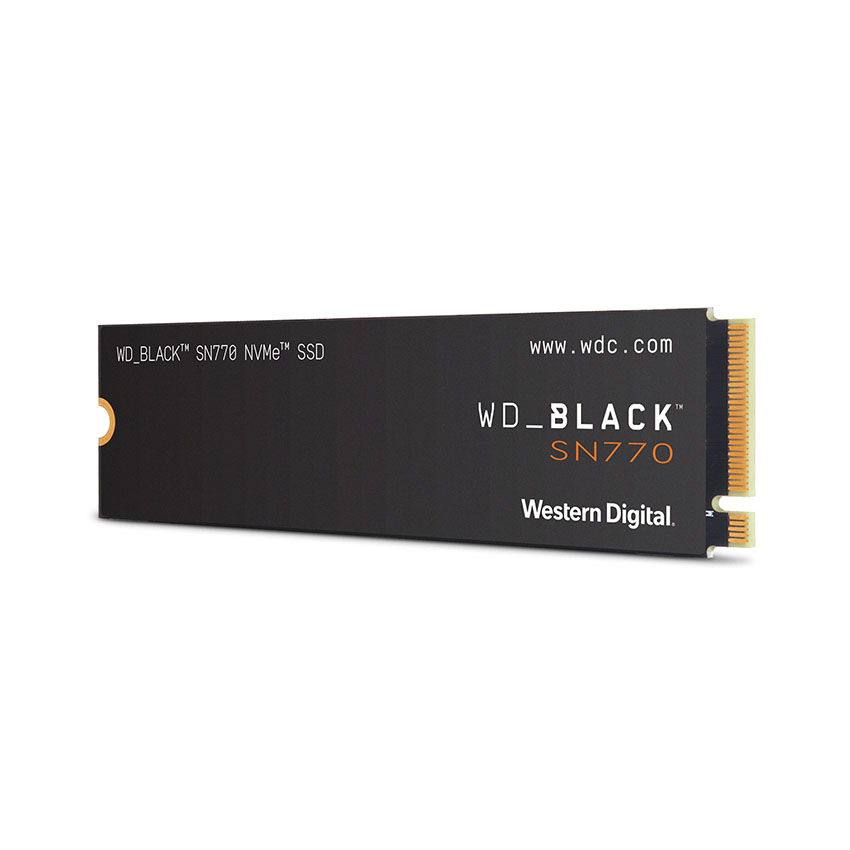 WD_BLACK™ SN770 NVMe™ SSD
www.wdc.com
WD_BLACK™
SN770
Western Digital.
M